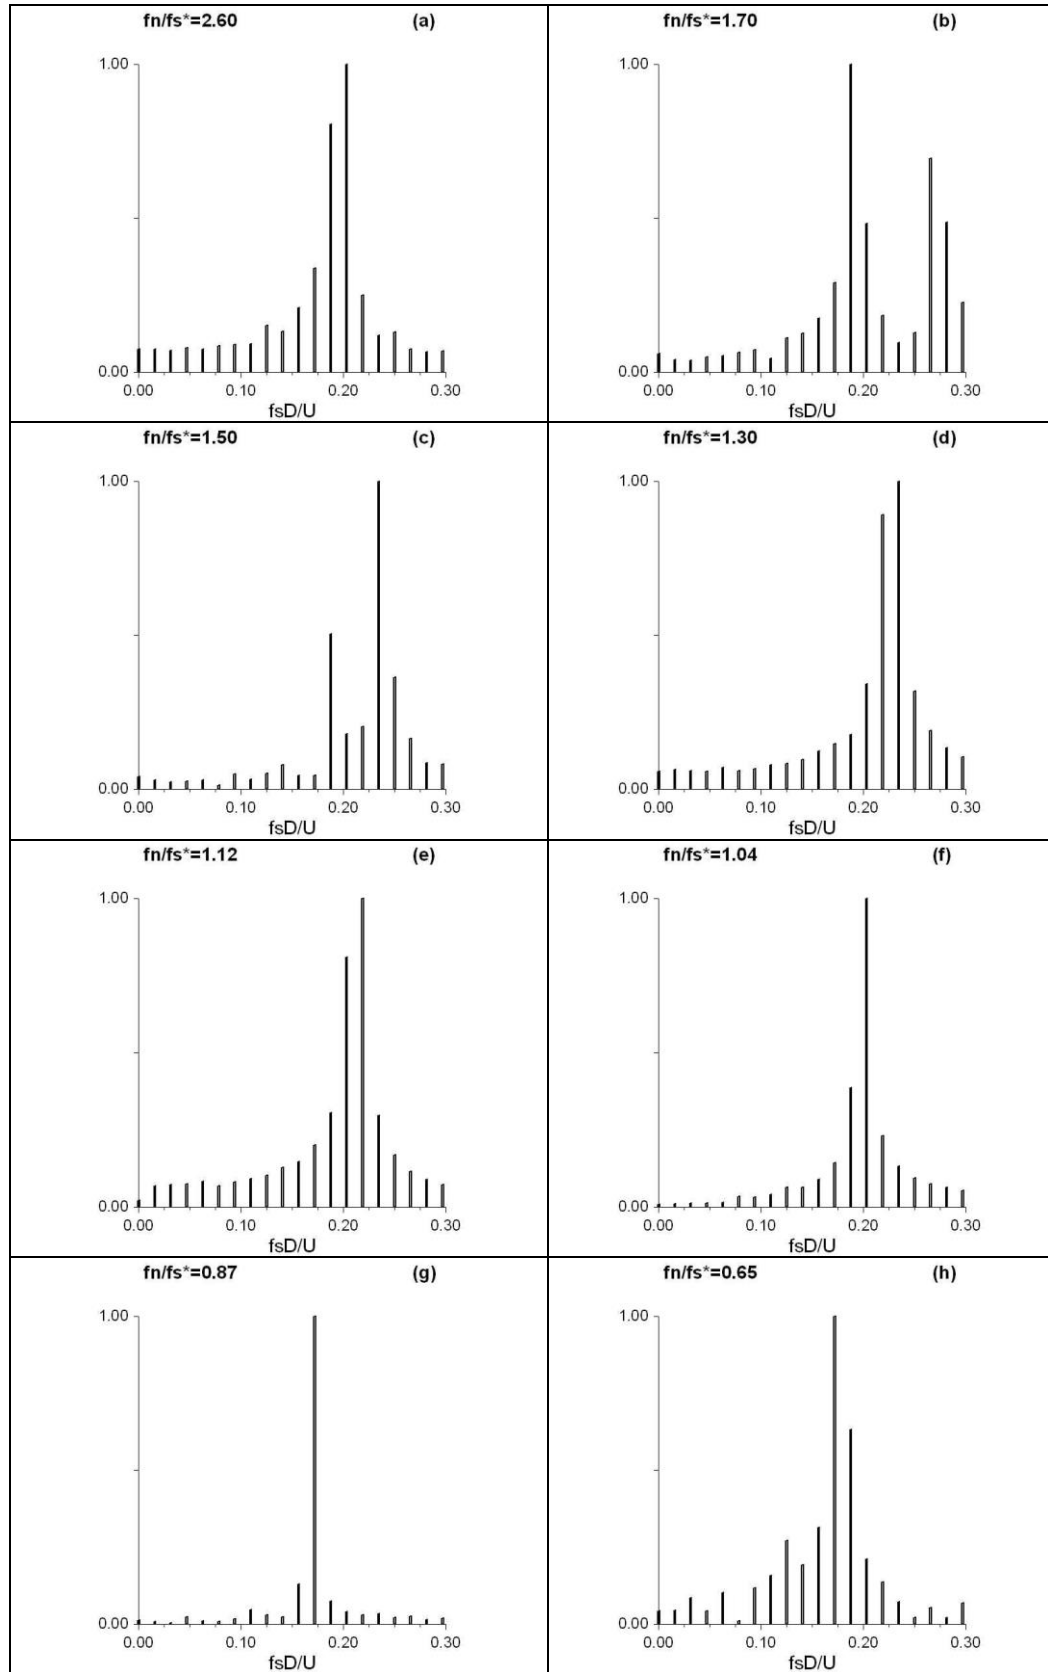 fn/fs*=2.60 (a)
1.00
0.00
0.00 0.10 0.20 0.30
fsD/U
fn/fs*=1.70 (b)
1.00
0.00
0.00 0.10 0.20 0.30
fsD/U
fn/fs*=1.50 (c)
1.00
0.00
0.00 0.10 0.20 0.30
fsD/U
fn/fs*=1.30 (d)
1.00
0.00
0.00 0.10 0.20 0.30
fsD/U
fn/fs*=1.12 (e)
1.00
0.00
0.00 0.10 0.20 0.30
fsD/U
fn/fs*=1.04 (f)
1.00
0.00
0.00 0.10 0.20 0.30
fsD/U
fn/fs*=0.87 (g)
1.00
0.00
0.00 0.10 0.20 0.30
fsD/U
fn/fs*=0.65 (h)
1.00
0.00
0.00 0.10 0.20 0.30
fsD/U